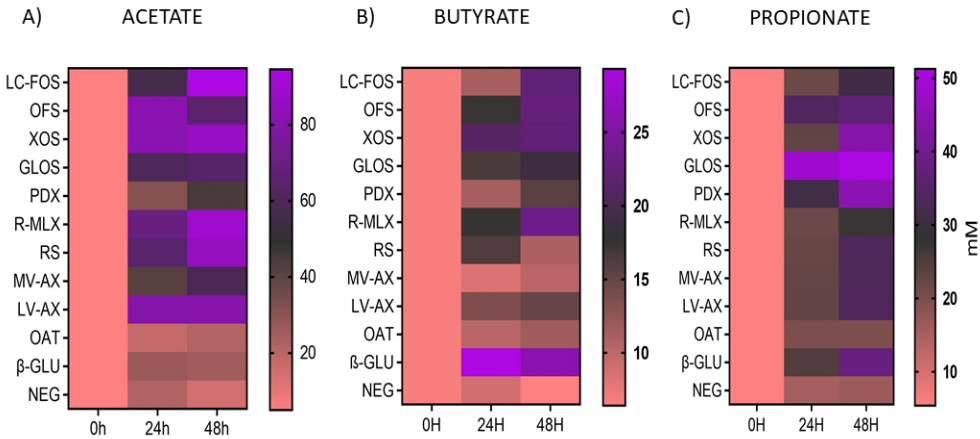 A) ACETATE
LC-FOS
OFS
XOS
GLOS
PDX
R-MLX
RS
MV-AX
LV-AX
OAT
β-GLU
NEG
0h 24h 48h
80
60
40
20
B) BUTYRATE
LC-FOS
OFS
XOS
GLOS
PDX
R-MLX
RS
MV-AX
LV-AX
OAT
ß-GLU
NEG
0H 24H 48H
25
20
15
10
C) PROPIONATE
LC-FOS
OFS
XOS
GLOS
PDX
R-MLX
RS
MV-AX
LV-AX
OAT
β-GLU
NEG
0H 24H 48H
50
40
30
20
10
mM